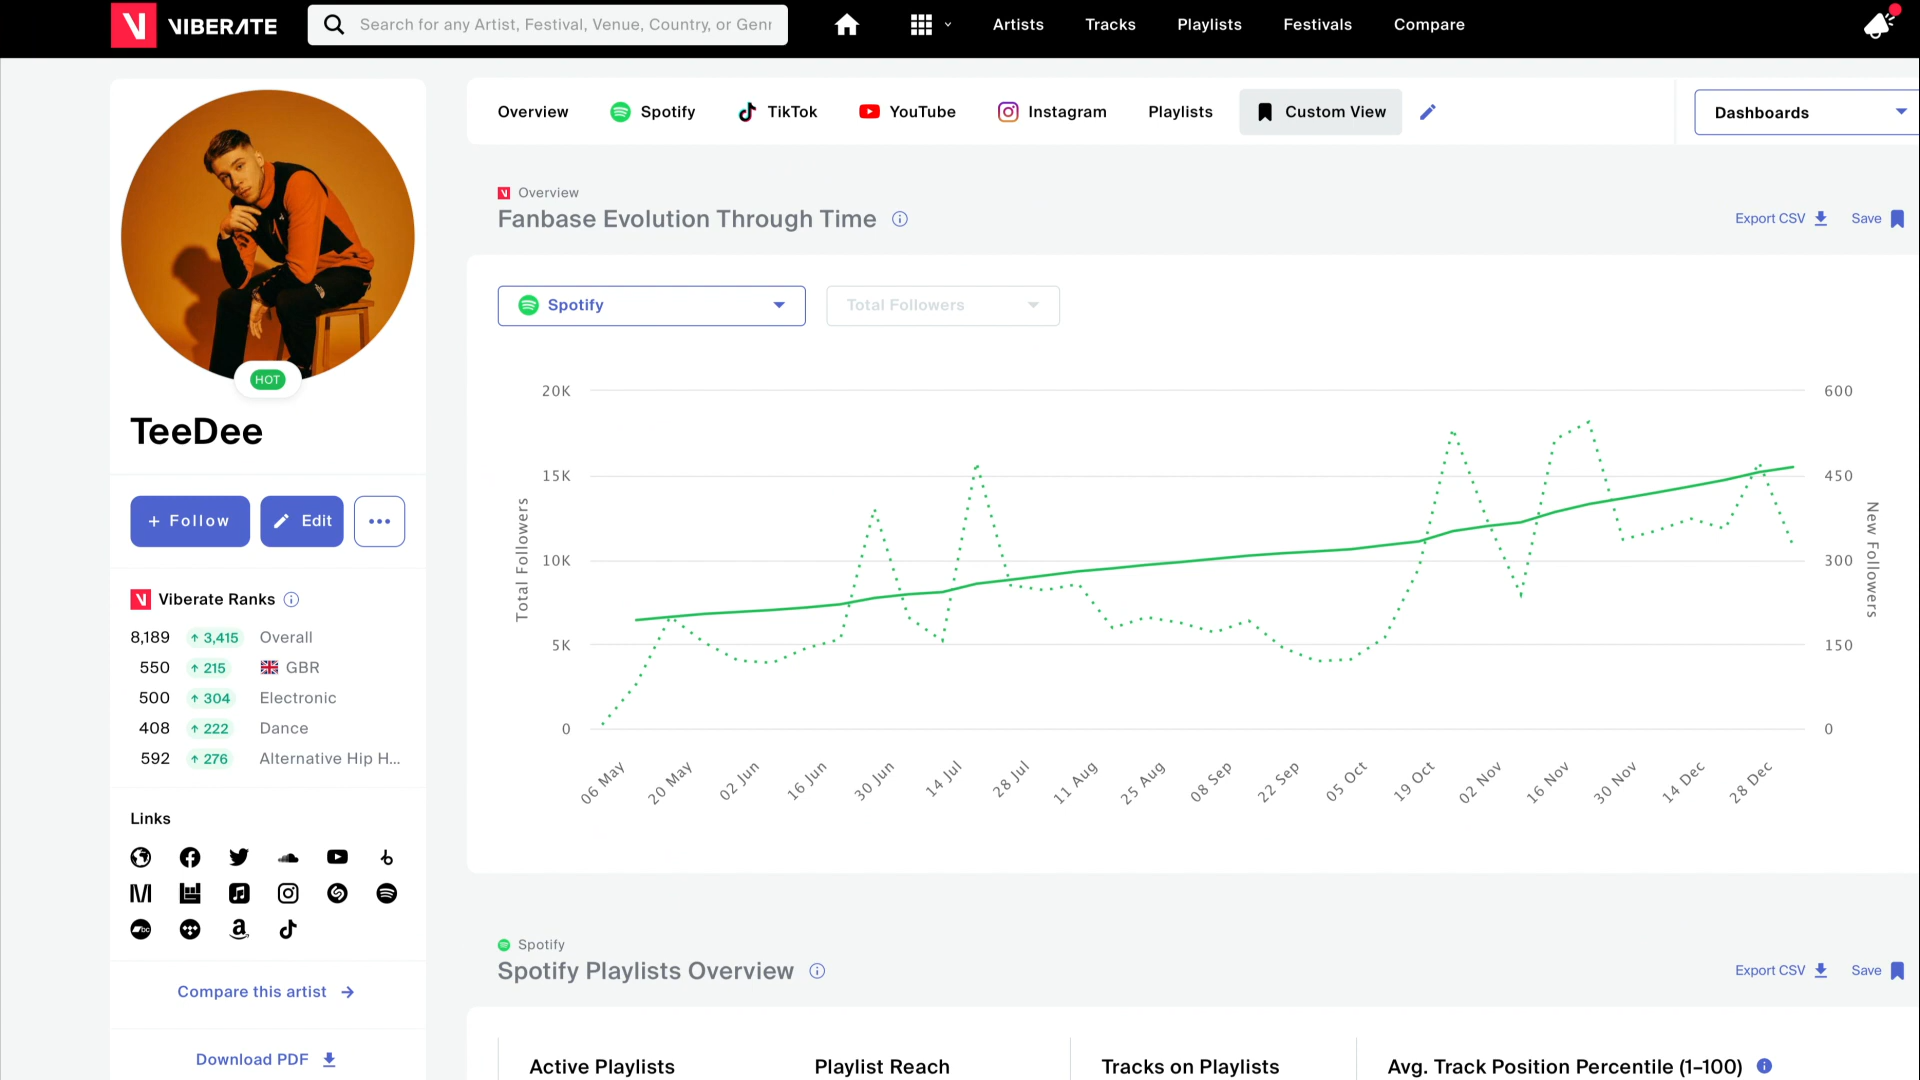 VIBERATE
Search for any Artist, Festival, Venue, Country, or Genr
Artists
Tracks
Playlists
Festivals
Compare
HOT
TeeDee
+ Follow
Edit
Viberate Ranks
8,189 ↑ 3,415 Overall
550 ↑ 215 GBR
500 ↑ 304 Electronic
408 ↑ 222 Dance
592 ↑ 276 Alternative Hip H...
Links
Compare this artist →
Download PDF
Overview
Spotify
TikTok
YouTube
Instagram
Playlists
Custom View
Dashboards
Overview
Fanbase Evolution Through Time
Export CSV
Save
Spotify
Total Followers
20K
15K
10K
5K
0
Total Followers
600
450
300
150
0
New Followers
06 May
20 May
02 Jun
16 Jun
30 Jun
14 Jul
28 Jul
11 Aug
25 Aug
08 Sep
22 Sep
05 Oct
19 Oct
02 Nov
16 Nov
30 Nov
14 Dec
28 Dec
Spotify
Spotify Playlists Overview
Export CSV
Save
Active Playlists
Playlist Reach
Tracks on Playlists
Avg. Track Position Percentile (1–100)